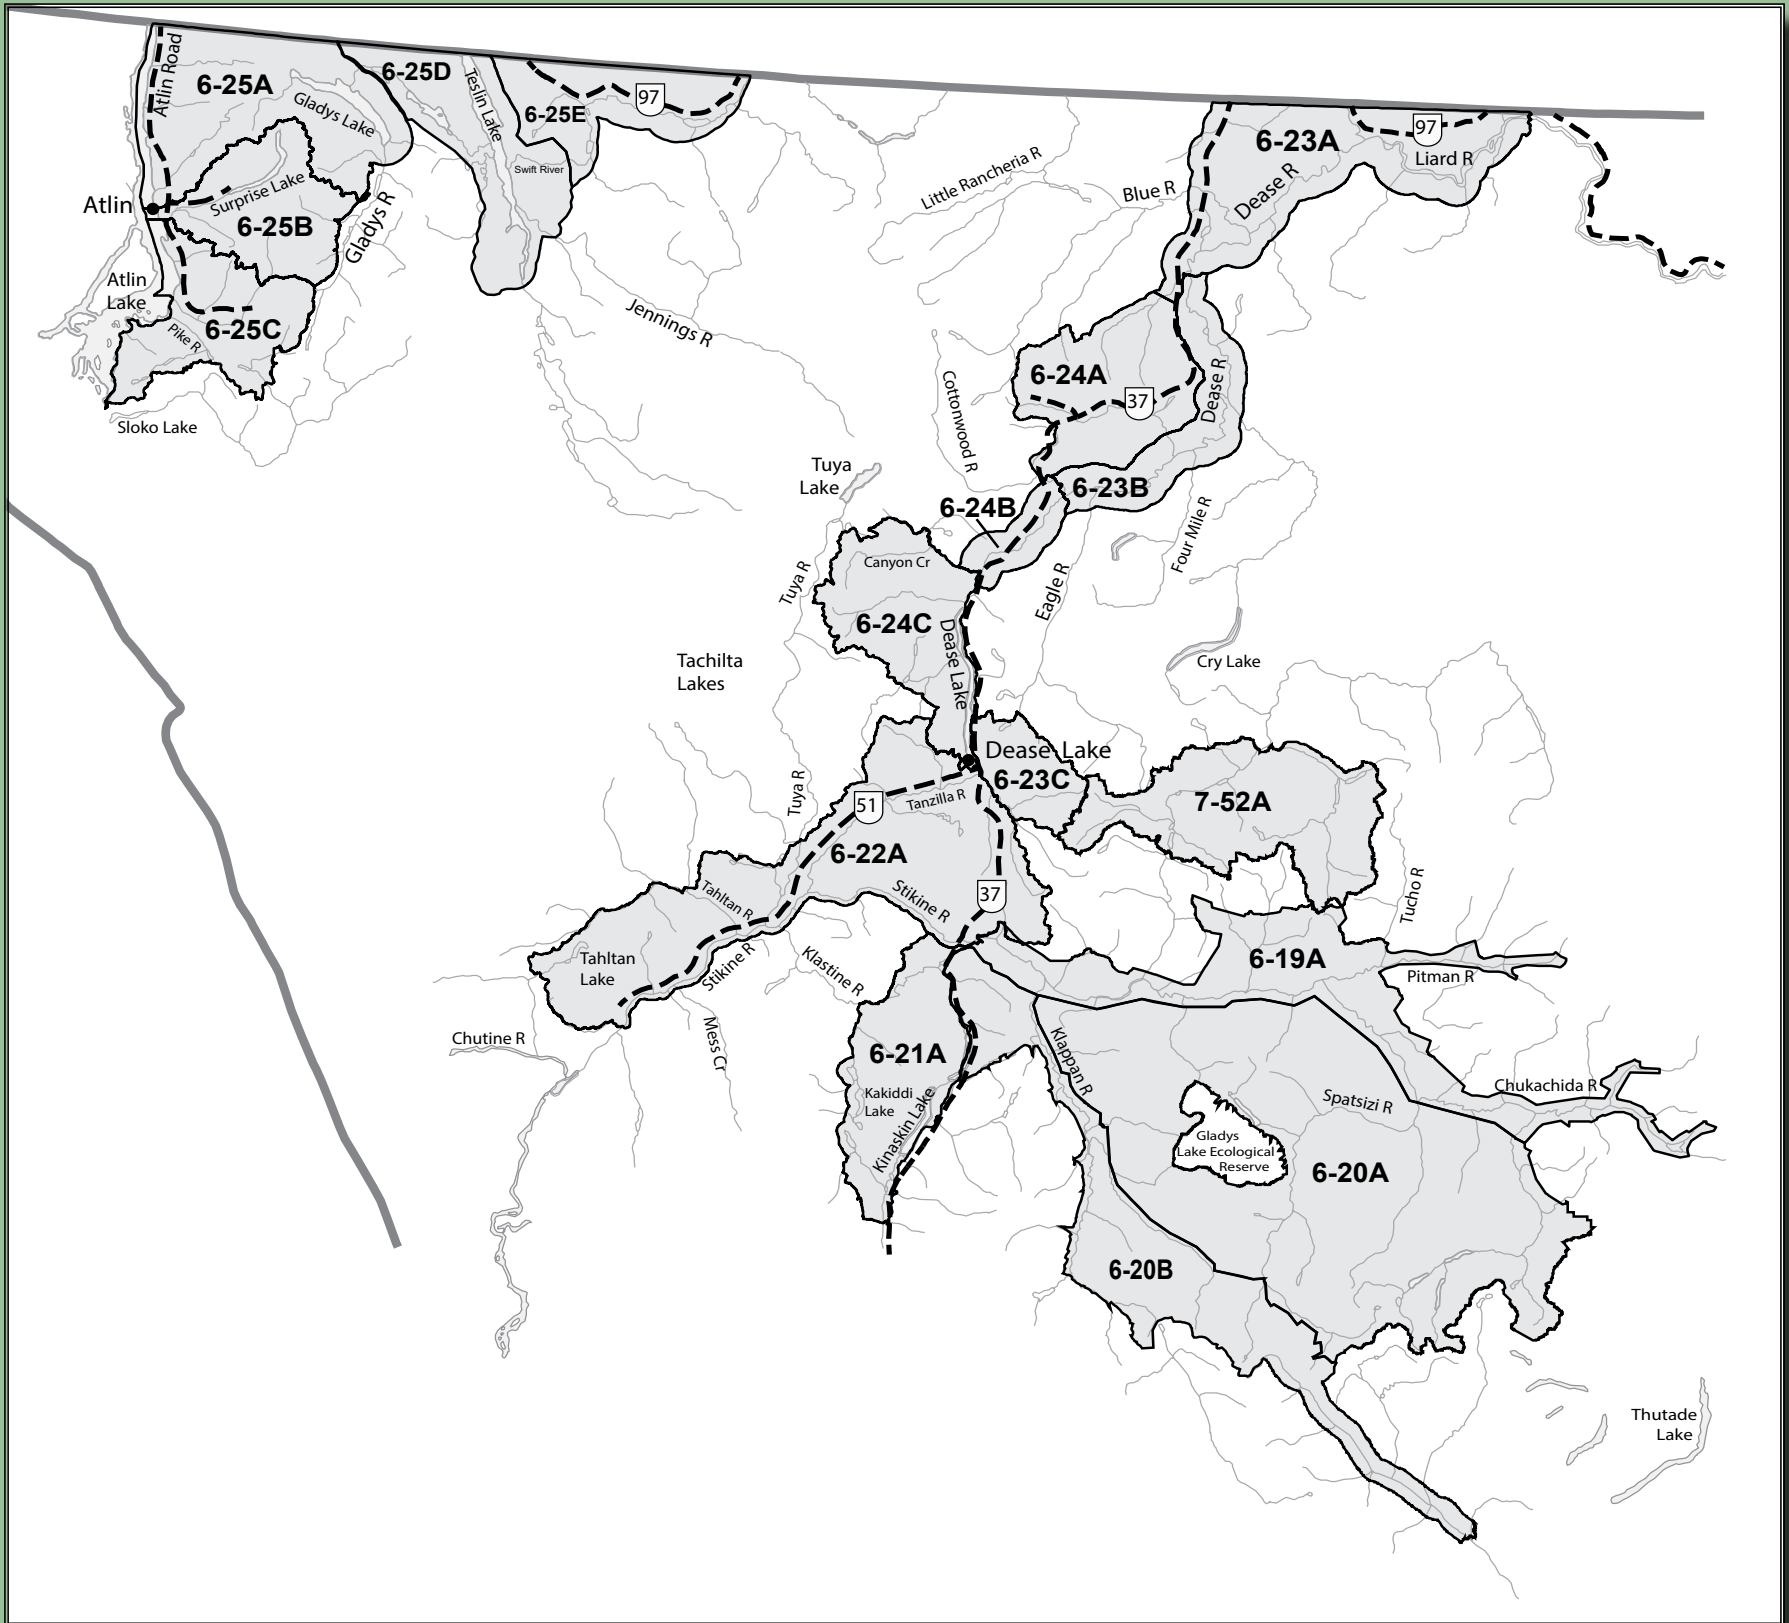 Atlin Road
6-25A
6-25D
Teslin Lake
6-25E
97
Gladys Lake
Swift River
Surprise Lake
Atlin
6-25B
Gladys R
Atlin
Lake
6-25C
Pike R
Sloko Lake
Jennings R
Little Rancheria R
Blue R
6-23A
97
Liard R
Dease R
6-24A
37
Dease R
Cottonwood R
Tuya
Lake
6-24B
6-23B
Four Mile R
Canyon Cr
Tuya R
Eagle R
6-24C
Dease Lake
Tachilta
Lakes
Cry Lake
Dease Lake
6-23C
7-52A
Tuya R
51
Tanzilla R
6-22A
Tahltan R
Stikine R
37
Tucho R
Tahltan
Lake
Stikine R
Klastine R
6-19A
Pitman R
Chutine R
Mess Cr
6-21A
Klappan R
Kakiddi
Lake
Kinaskin Lake
Chukachida R
Spatsizi R
Gladys
Lake Ecological
Reserve
6-20A
6-20B
Thutade
Lake